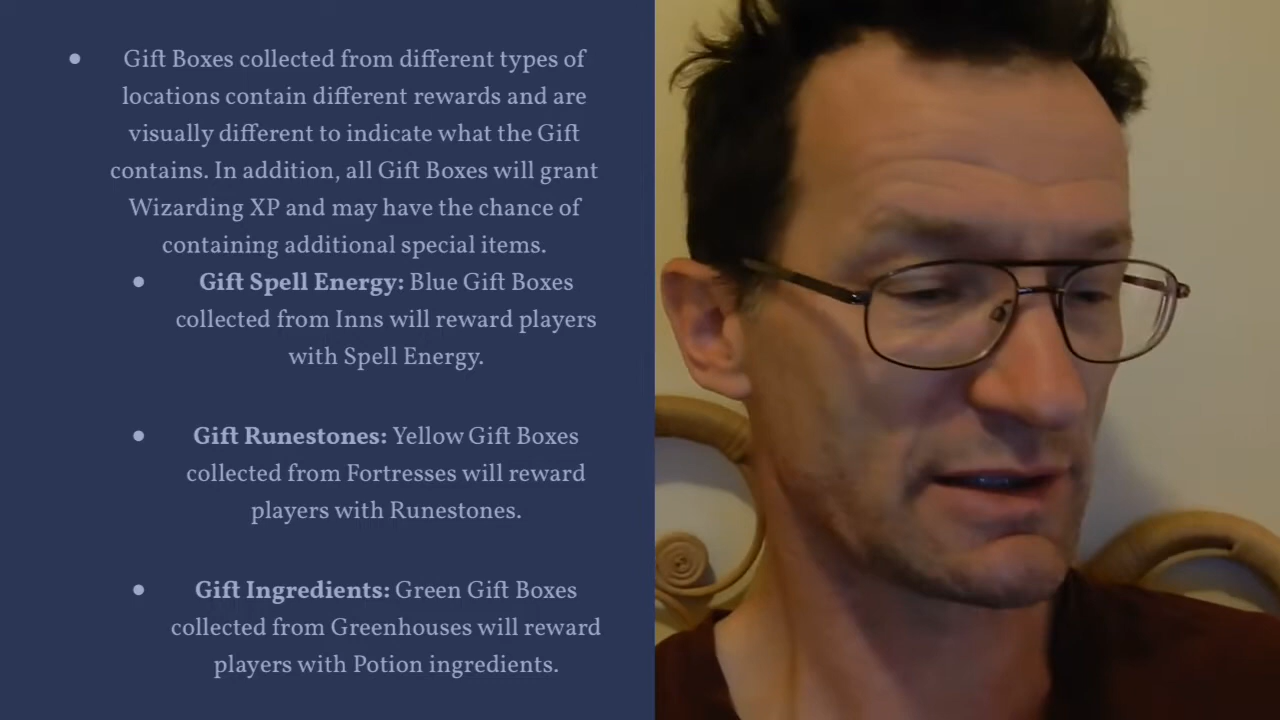 ● Gift Boxes collected from different types of
locations contain different rewards and are
visually different to indicate what the Gift
contains. In addition, all Gift Boxes will grant
Wizarding XP and may have the chance of
containing additional special items.
● Gift Spell Energy: Blue Gift Boxes
collected from Inns will reward players
with Spell Energy.
● Gift Runestones: Yellow Gift Boxes
collected from Fortresses will reward
players with Runestones.
● Gift Ingredients: Green Gift Boxes
collected from Greenhouses will reward
players with Potion ingredients.